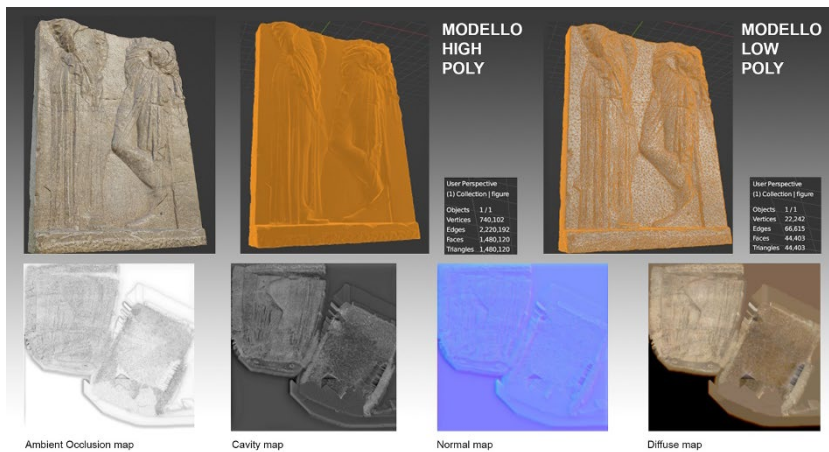 MODELLO
HIGH
POLY
User Perspective
(1) Collection | figure
Objects 1 / 1
Vertices 740,102
Edges 2,220,192
Faces 1,480,120
Triangles 1,480,120
MODELLO
LOW
POLY
User Perspective
(1) Collection | figure
Objects 1 / 1
Vertices 22,242
Edges 66,615
Faces 44,403
Triangles 44,403
Ambient Occlusion map
Cavity map
Normal map
Diffuse map